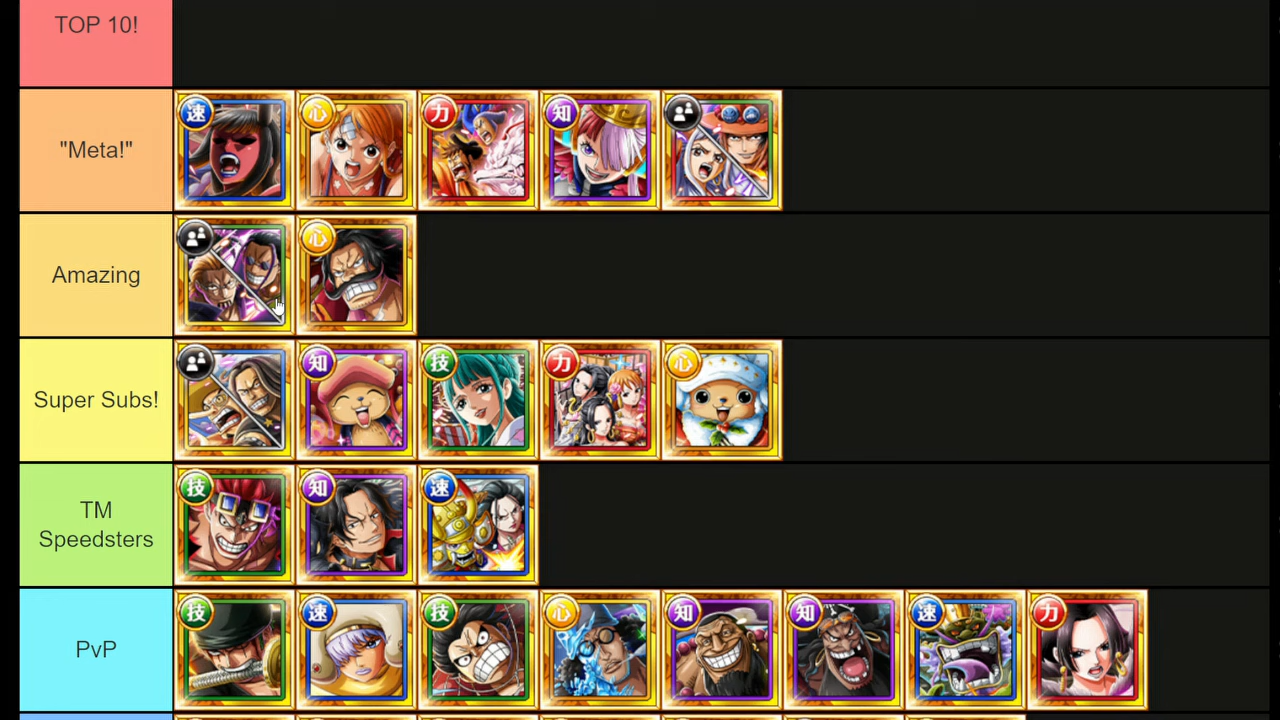 TOP 10!
"Meta!"
速 心 力 知
Amazing
心
Super Subs!
知 技 力 心
TM
Speedsters
技 知 速
PvP
技 速 技 心 知 知 速 力